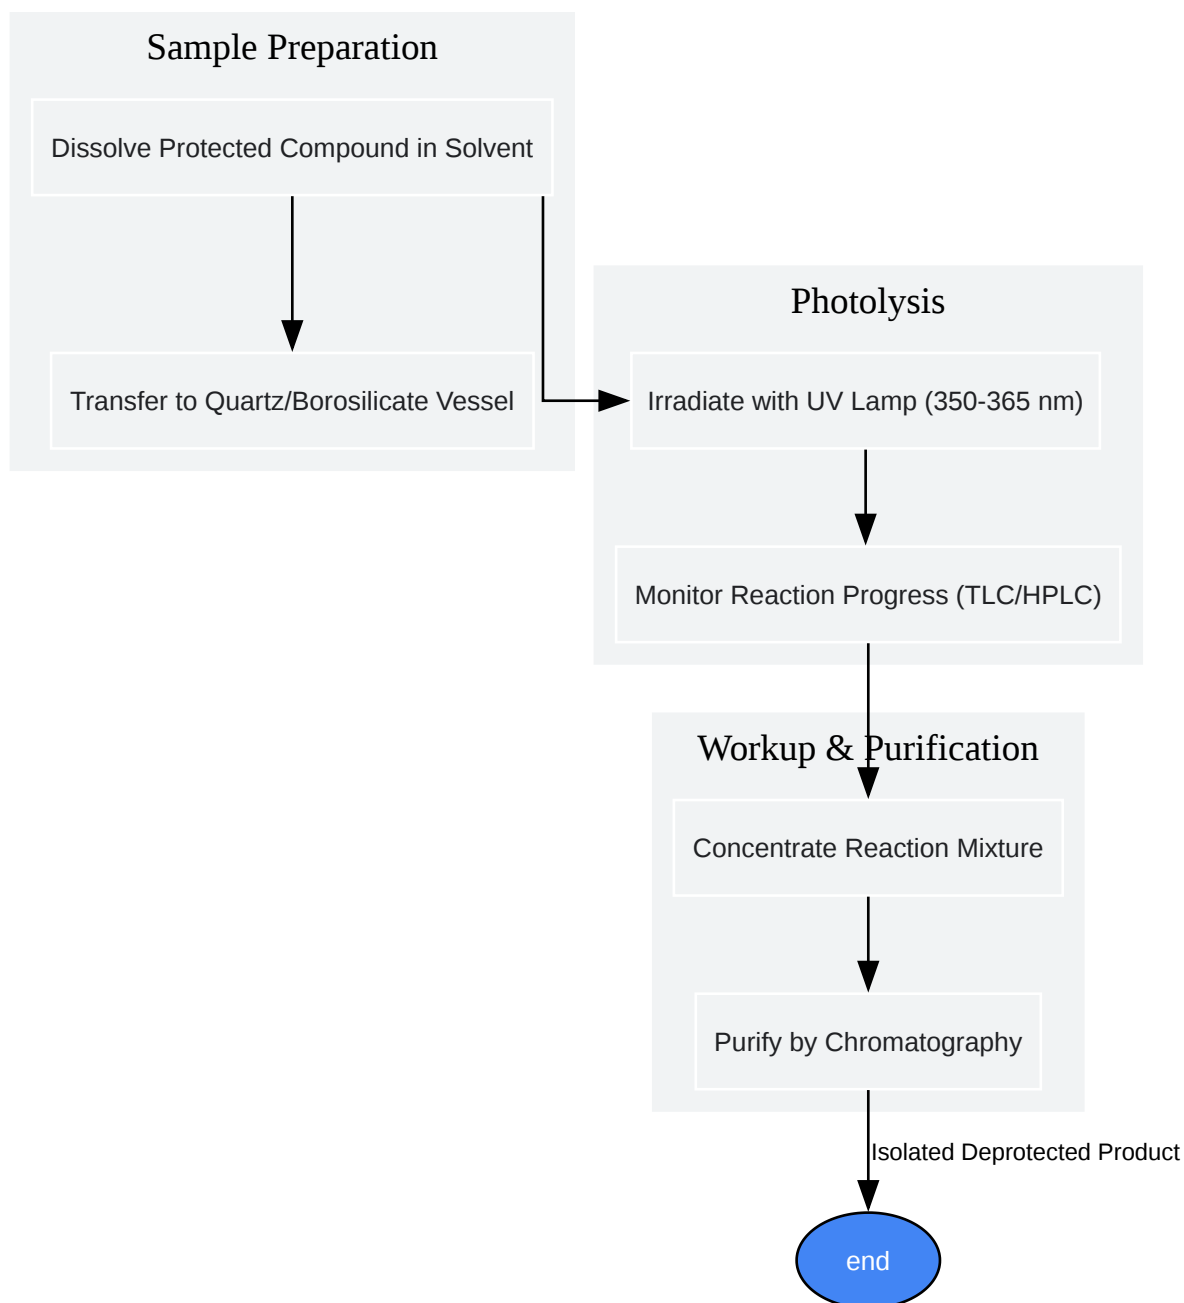 Sample Preparation
Dissolve Protected Compound in Solvent
Transfer to Quartz/Borosilicate Vessel
Photolysis
Irradiate with UV Lamp (350-365 nm)
Monitor Reaction Progress (TLC/HPLC)
Workup & Purification
Concentrate Reaction Mixture
Purify by Chromatography
Isolated Deprotected Product
end